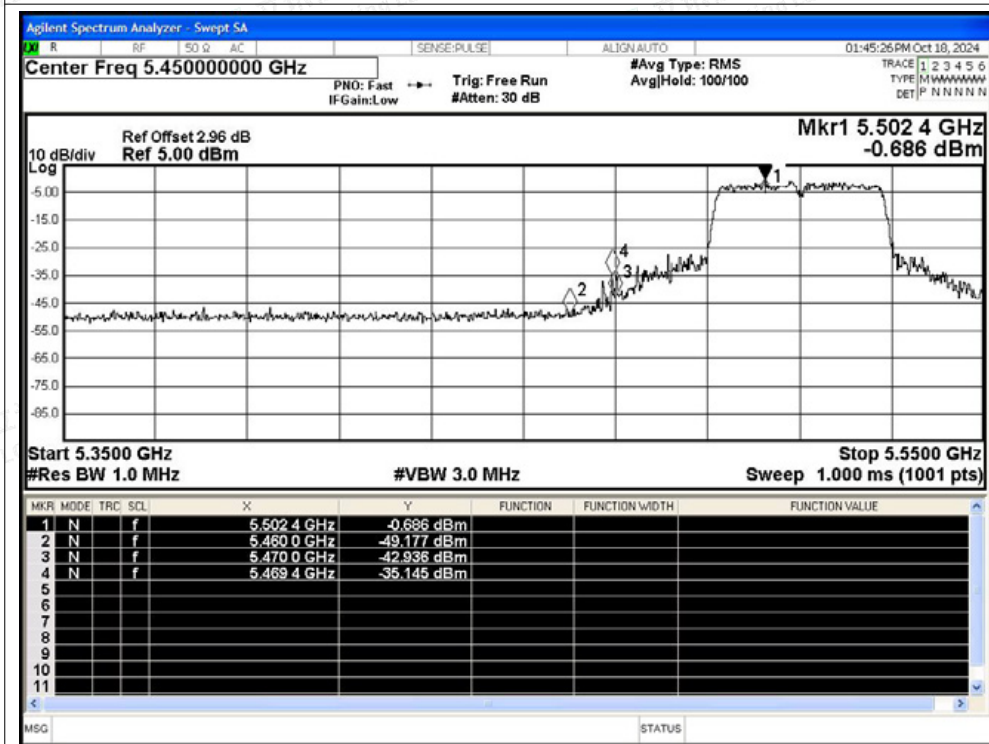 Agilent Spectrum Analyzer - Swept SA
LXI R RF 50 Ω AC SENSE:PULSE ALIGN AUTO 01:45:26 PM Oct 18, 2024
Center Freq 5.450000000 GHz #Avg Type: RMS TRACE 1 2 3 4 5 6
PNO: Fast Trig: Free Run Avg|Hold: 100/100 TYPE M W W W W W
IFGain:Low #Atten: 30 dB DET P N N N N N
Mkr1 5.502 4 GHz
Ref Offset 2.96 dB
10 dB/div Ref 5.00 dBm -0.686 dBm
Log
1
-5.00
-15.0
-25.0
4
-35.0
3
2
-45.0
-55.0
-65.0
-75.0
-85.0
Start 5.3500 GHz Stop 5.5500 GHz
#Res BW 1.0 MHz #VBW 3.0 MHz Sweep 1.000 ms (1001 pts)
MKR MODE TRC SCL X Y FUNCTION FUNCTION WIDTH FUNCTION VALUE
1 N f 5.502 4 GHz -0.686 dBm
2 N f 5.460 0 GHz -49.177 dBm
3 N f 5.470 0 GHz -42.936 dBm
4 N f 5.469 4 GHz -35.145 dBm
5
6
7
8
9
10
11
MSG STATUS